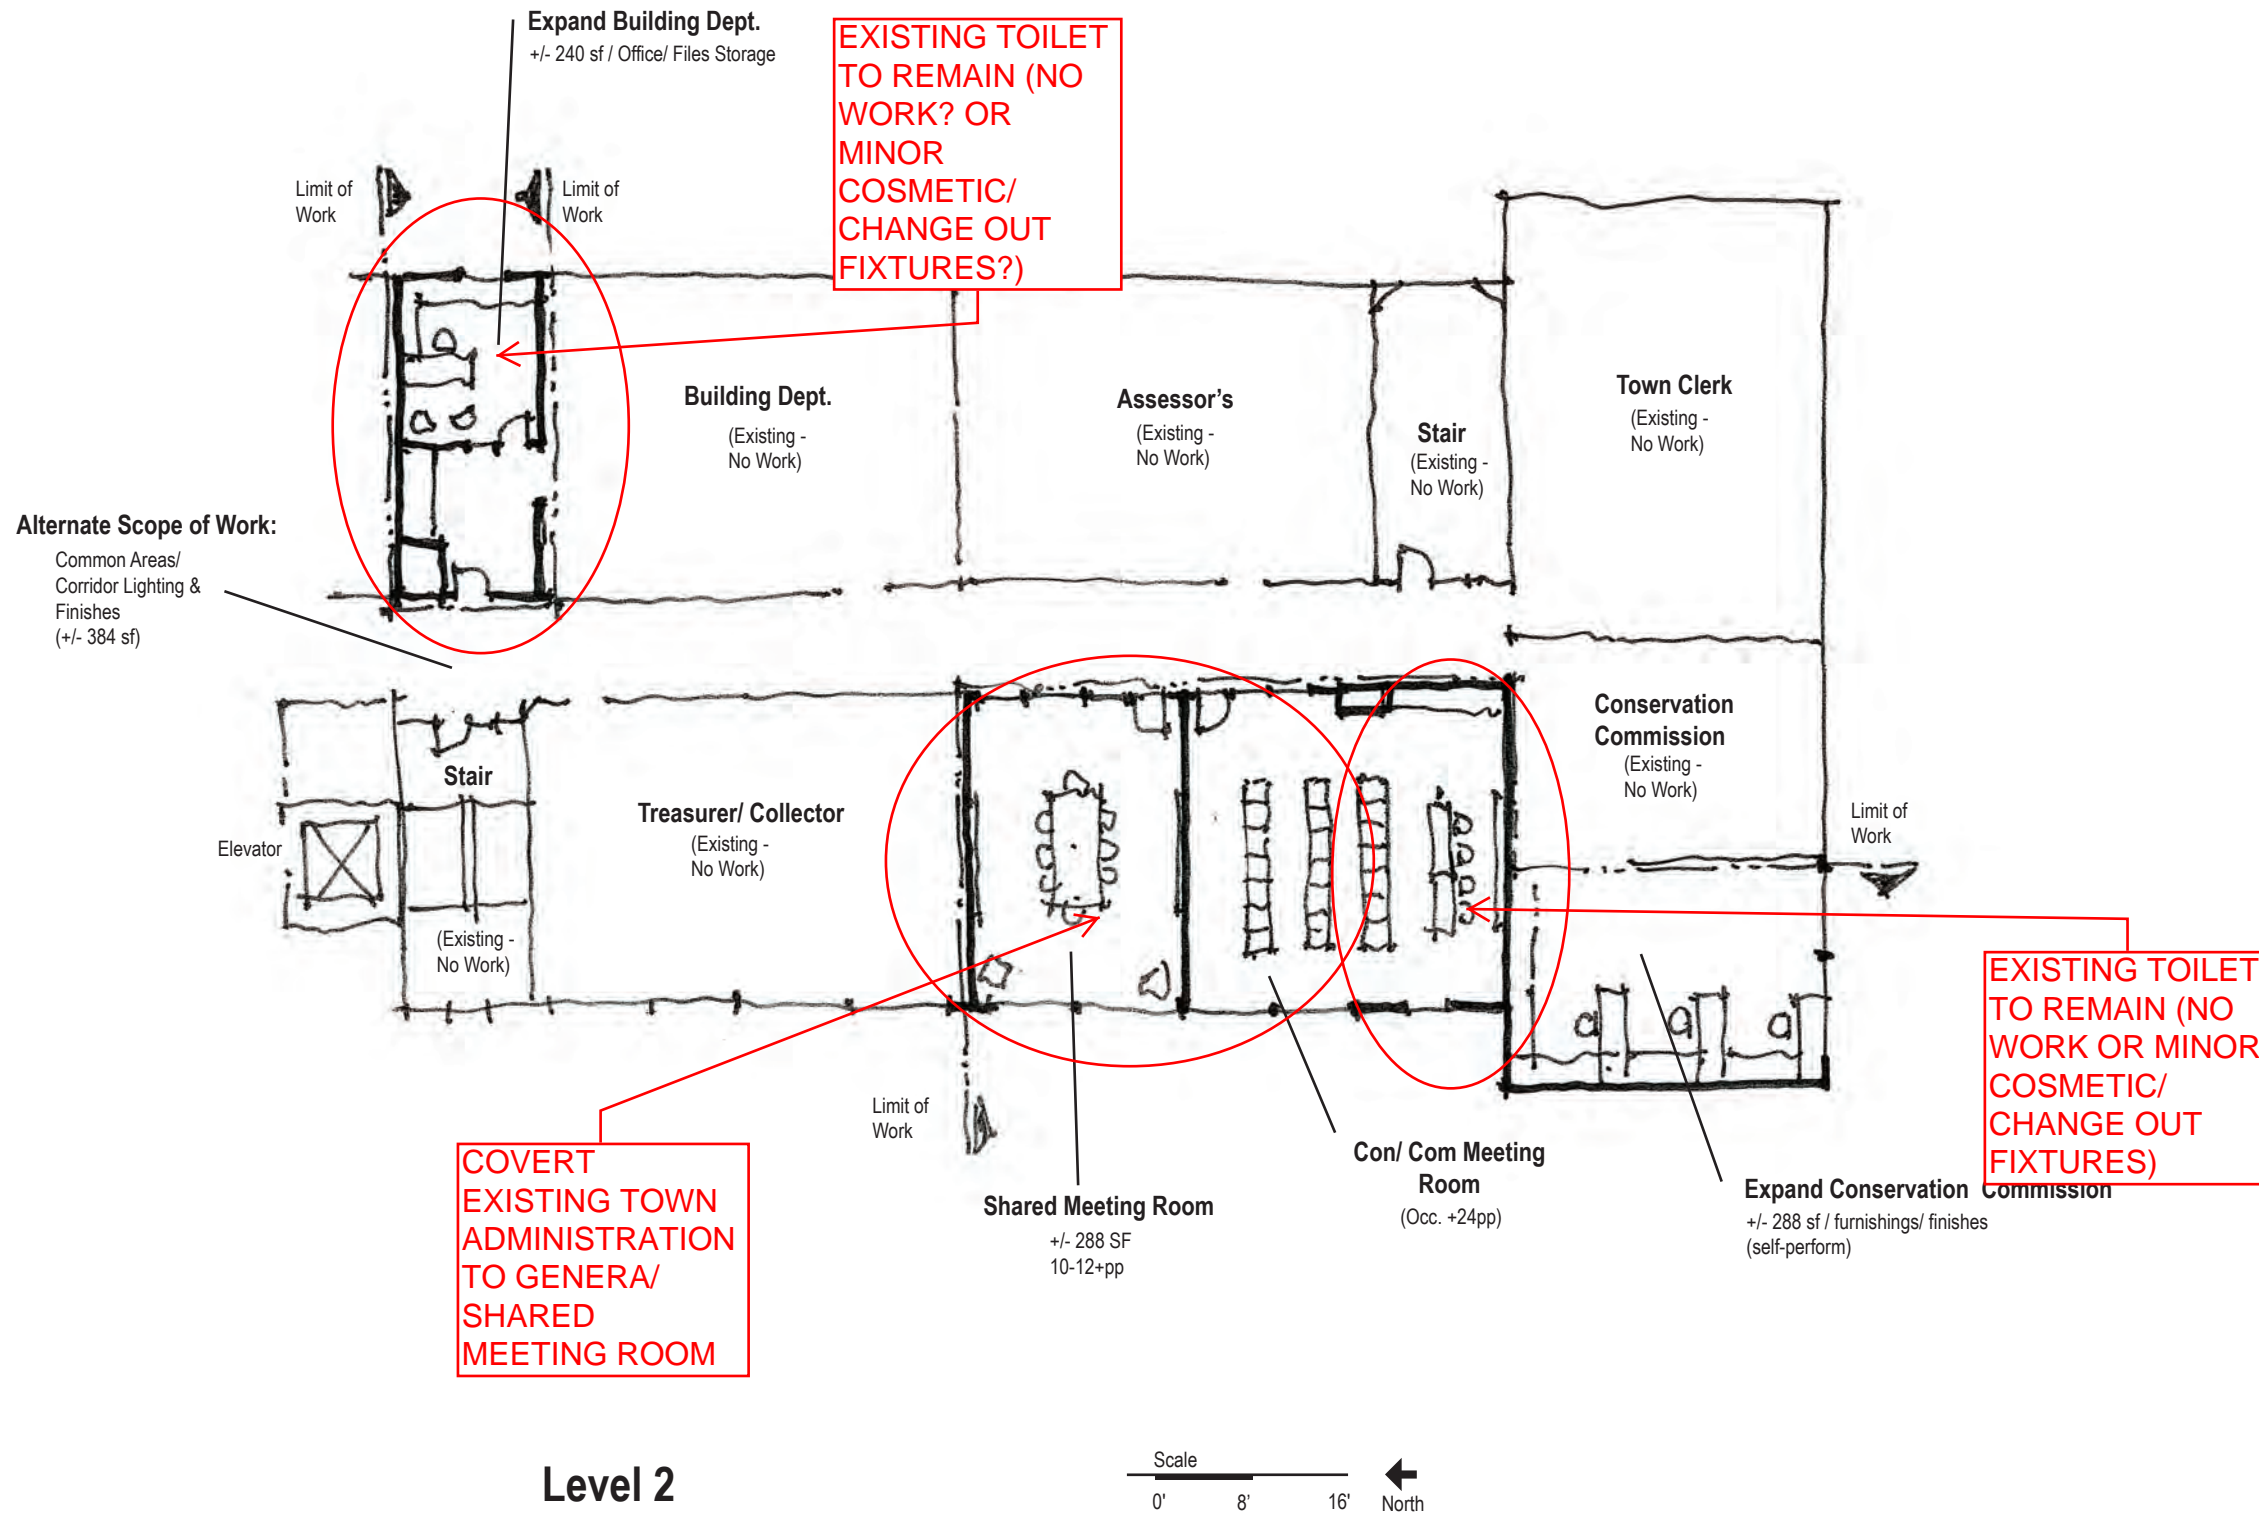 Expand Building Dept.
+/- 240 sf / Office/ Files Storage
EXISTING TOILET
TO REMAIN (NO
WORK? OR
MINOR
COSMETIC/
CHANGE OUT
FIXTURES?)
Limit of
Work
Limit of
Work
Building Dept.
(Existing -
No Work)
Assessor's
(Existing -
No Work)
Stair
(Existing -
No Work)
Town Clerk
(Existing -
No Work)
Alternate Scope of Work:
Common Areas/
Corridor Lighting &
Finishes
(+/- 384 sf)
Stair
(Existing -
No Work)
Elevator
Treasurer/ Collector
(Existing -
No Work)
Conservation
Commission
(Existing -
No Work)
Limit of
Work
EXISTING TOILET
TO REMAIN (NO
WORK OR MINOR
COSMETIC/
CHANGE OUT
FIXTURES)
Limit of
Work
COVERT
EXISTING TOWN
ADMINISTRATION
TO GENERA/
SHARED
MEETING ROOM
Shared Meeting Room
+/- 288 SF
10-12+pp
Con/ Com Meeting
Room
(Occ. +24pp)
Expand Conservation Commission
+/- 288 sf / furnishings/ finishes
(self-perform)
Level 2
Scale
0' 8' 16'
North